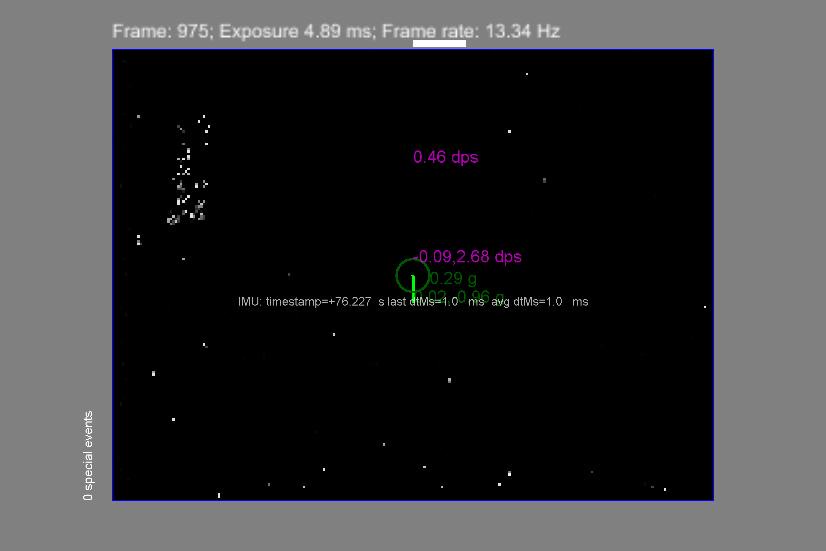 Frame: 975; Exposure 4.89 ms; Frame rate: 13.34 Hz
0.46 dps
-0.09,2.68 dps
0.29 g
0.96 g
IMU: timestamp=+76.227 s last dtMs=1.0 ms avg dtMs=1.0 ms
0 special events